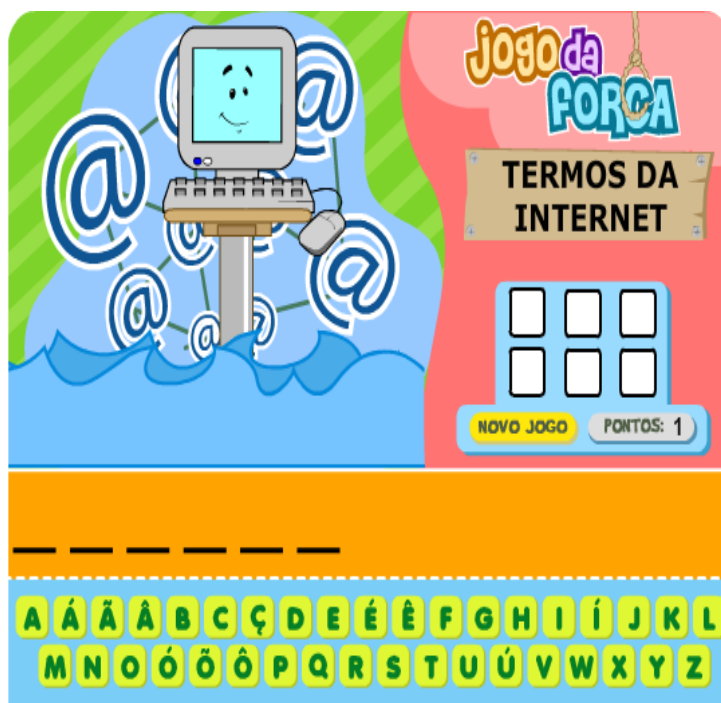 jogo da
FORCA
TERMOS DA
INTERNET
NOVO JOGO PONTOS: 1
@ @ @ @ @ @ @ @
A Á Ã Â B C Ç D E É Ê F G H I Í J K L
M N O Ó Õ Ô P Q R S T U Ú V W X Y Z